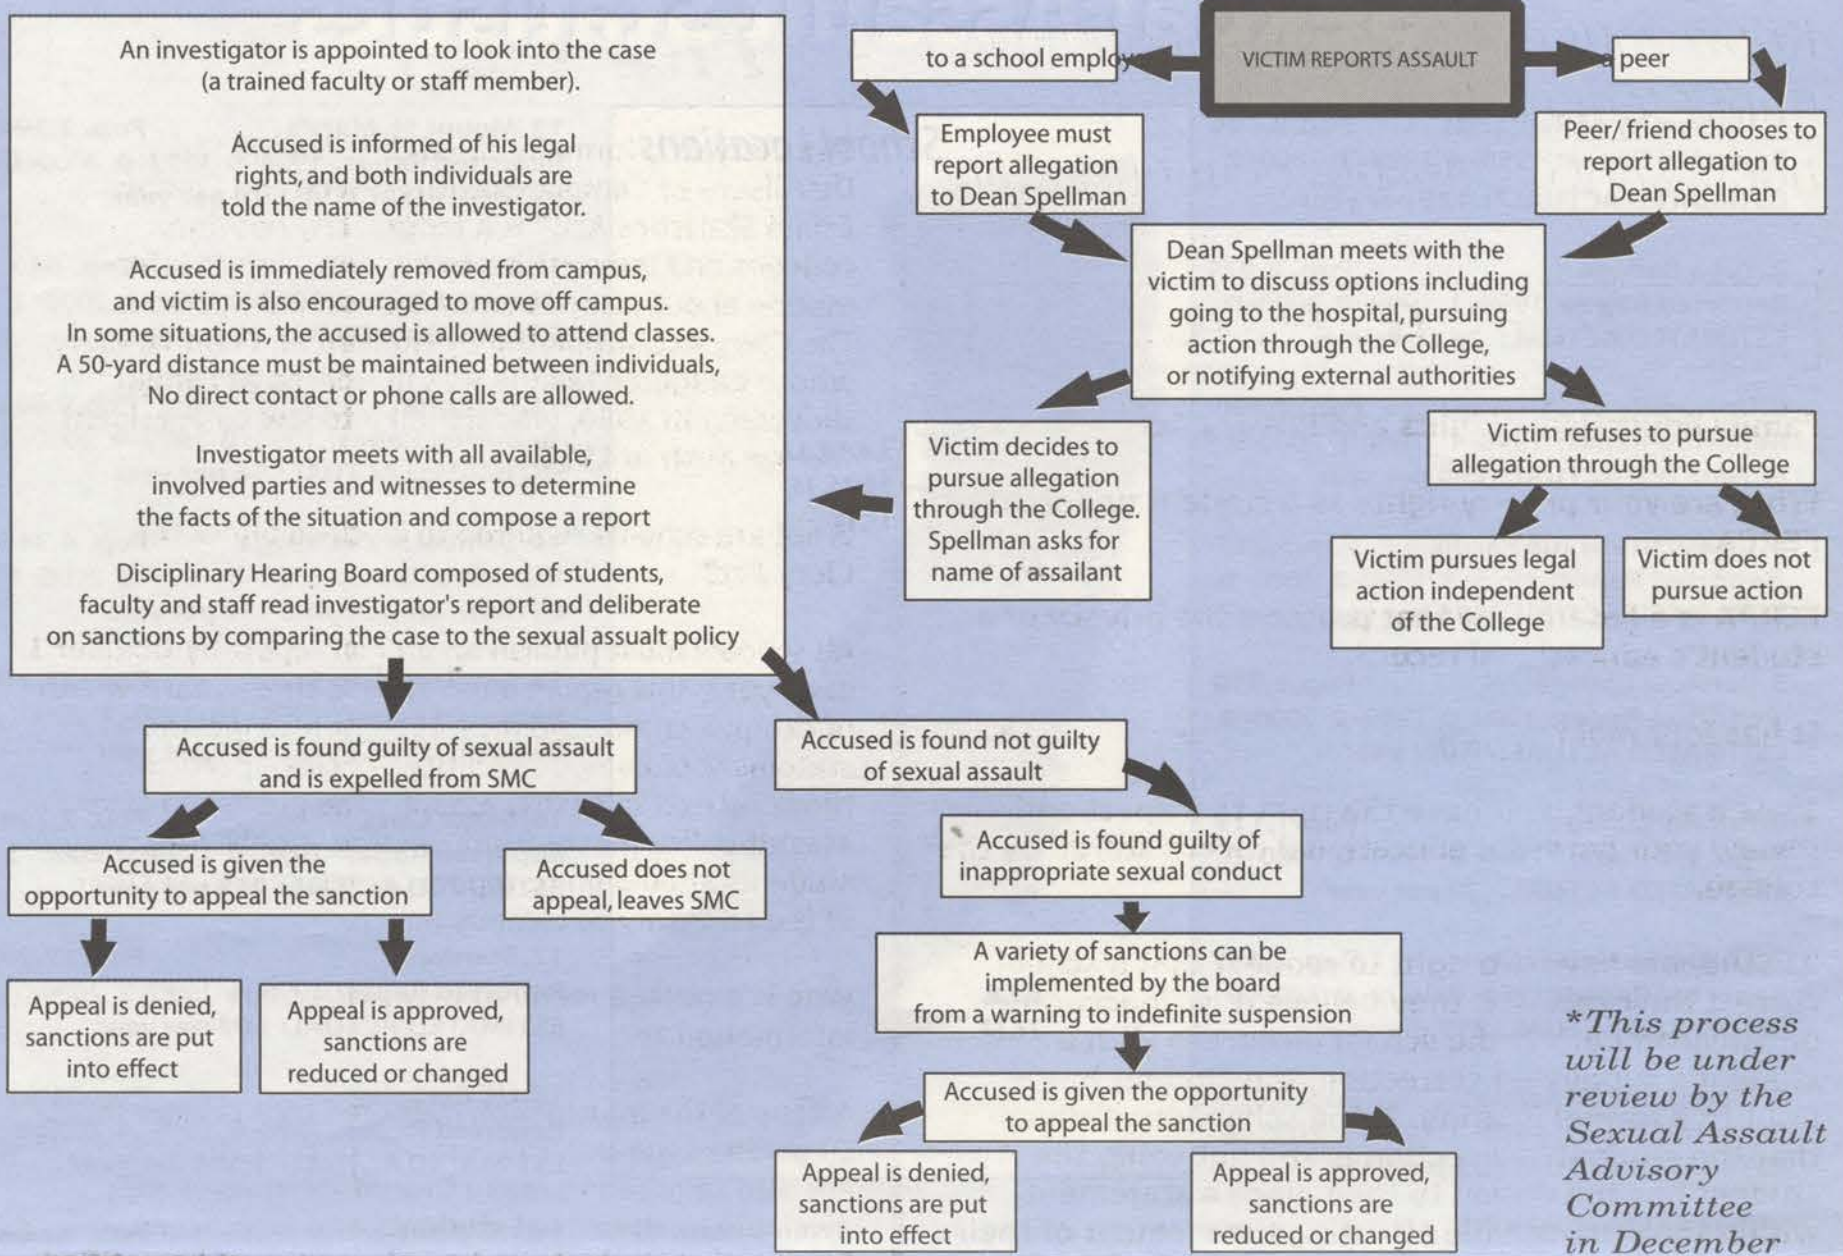 VICTIM REPORTS ASSAULT
to a school employ
a peer
Employee must
report allegation
to Dean Spellman
Peer/ friend chooses to
report allegation to
Dean Spellman
Dean Spellman meets with the
victim to discuss options including
going to the hospital, pursuing
action through the College,
or notifying external authorities
Victim decides to
pursue allegation
through the College.
Spellman asks for
name of assailant
Victim refuses to pursue
allegation through the College
Victim pursues legal
action independent
of the College
Victim does not
pursue action
An investigator is appointed to look into the case
(a trained faculty or staff member).
Accused is informed of his legal
rights, and both individuals are
told the name of the investigator.
Accused is immediately removed from campus,
and victim is also encouraged to move off campus.
In some situations, the accused is allowed to attend classes.
A 50-yard distance must be maintained between individuals,
No direct contact or phone calls are allowed.
Investigator meets with all available,
involved parties and witnesses to determine
the facts of the situation and compose a report
Disciplinary Hearing Board composed of students,
faculty and staff read investigator's report and deliberate
on sanctions by comparing the case to the sexual assualt policy
Accused is found guilty of sexual assault
and is expelled from SMC
Accused is found not guilty
of sexual assault
Accused is given the
opportunity to appeal the sanction
Accused does not
appeal, leaves SMC
Appeal is denied,
sanctions are put
into effect
Appeal is approved,
sanctions are
reduced or changed
Accused is found guilty of
inappropriate sexual conduct
A variety of sanctions can be
implemented by the board
from a warning to indefinite suspension
Accused is given the opportunity
to appeal the sanction
Appeal is denied,
sanctions are put
into effect
Appeal is approved,
sanctions are
reduced or changed
*This process
will be under
review by the
Sexual Assault
Advisory
Committee
in December